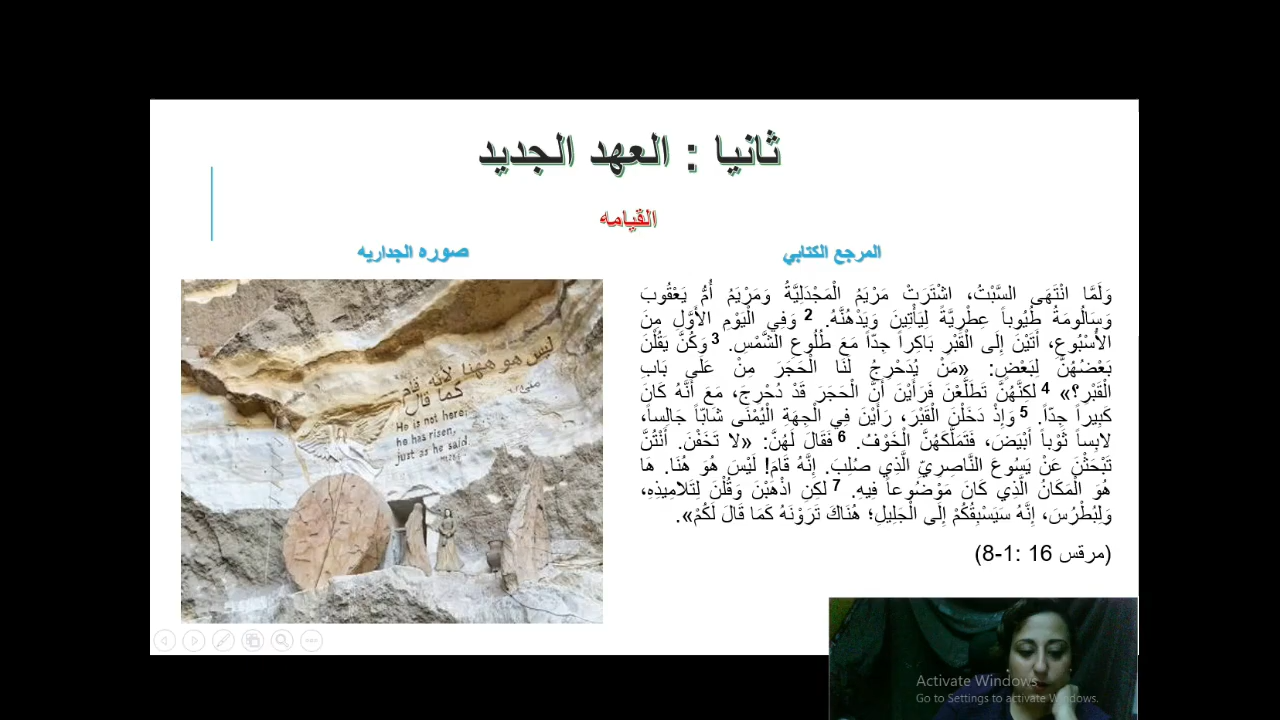 ثانيا : العهد الجديد
القيامه
المرجع الكتابي
وَلَمَّا انْتَهَى السَّبْتُ، اشْتَرَتْ مَرْيَمُ الْمَجْدَلِيَّةُ وَمَرْيَمُ أُمُّ يَعْقُوبَ
وَسَالُومَةُ طُيُوباً عِطْرِيَّةً لِيَأْتِينَ وَيَدْهُنَّهُ. 2 وَفِي الْيَوْمِ الأَوَّلِ مِنَ
الأُسْبُوعِ، أَتَيْنَ إِلَى الْقَبْرِ بَاكِراً جِدّاً مَعَ طُلُوعِ الشَّمْسِ. 3 وَكُنَّ يَقُلْنَ
بَعْضُهُنَّ لِبَعْضٍ: «مَنْ يُدَحْرِجُ لَنَا الْحَجَرَ مِنْ عَلَى بَابِ
الْقَبْرِ؟» 4 لكِنَّهُنَّ تَطَلَّعْنَ فَرَأَيْنَ أَنَّ الْحَجَرَ قَدْ دُحْرِجَ، مَعَ أَنَّهُ كَانَ
كَبِيراً جِدّاً. 5 وَإِذْ دَخَلْنَ الْقَبْرَ، رَأَيْنَ فِي الْجِهَةِ الْيُمْنَى شَابّاً جَالِساً،
لابِساً ثَوْباً أَبْيَضَ، فَتَمَلَّكَهُنَّ الْخَوْفُ. 6 فَقَالَ لَهُنَّ: «لا تَخَفْنَ. أَنْتُنَّ
تَبْحَثْنَ عَنْ يَسُوعَ النَّاصِرِيِّ الَّذِي صُلِبَ. إِنَّهُ قَامَ! لَيْسَ هُوَ هُنَا. هَا
هُوَ الْمَكَانُ الَّذِي كَانَ مَوْضُوعاً فِيهِ. 7 لكِنِ اذْهَبْنَ وَقُلْنَ لِتَلامِيذِهِ،
وَلِبُطْرُسَ، إِنَّهُ سَيَسْبِقُكُمْ إِلَى الْجَلِيلِ؛ هُنَاكَ تَرَوْنَهُ كَمَا قَالَ لَكُمْ».
(مرقس 16 :1-8)
صوره الجداريه
ليس هو ههنا لأنه قام
كما قال
He is not here;
he has risen,
just as he said
Activate Windows
Go to Settings to activate Windows.